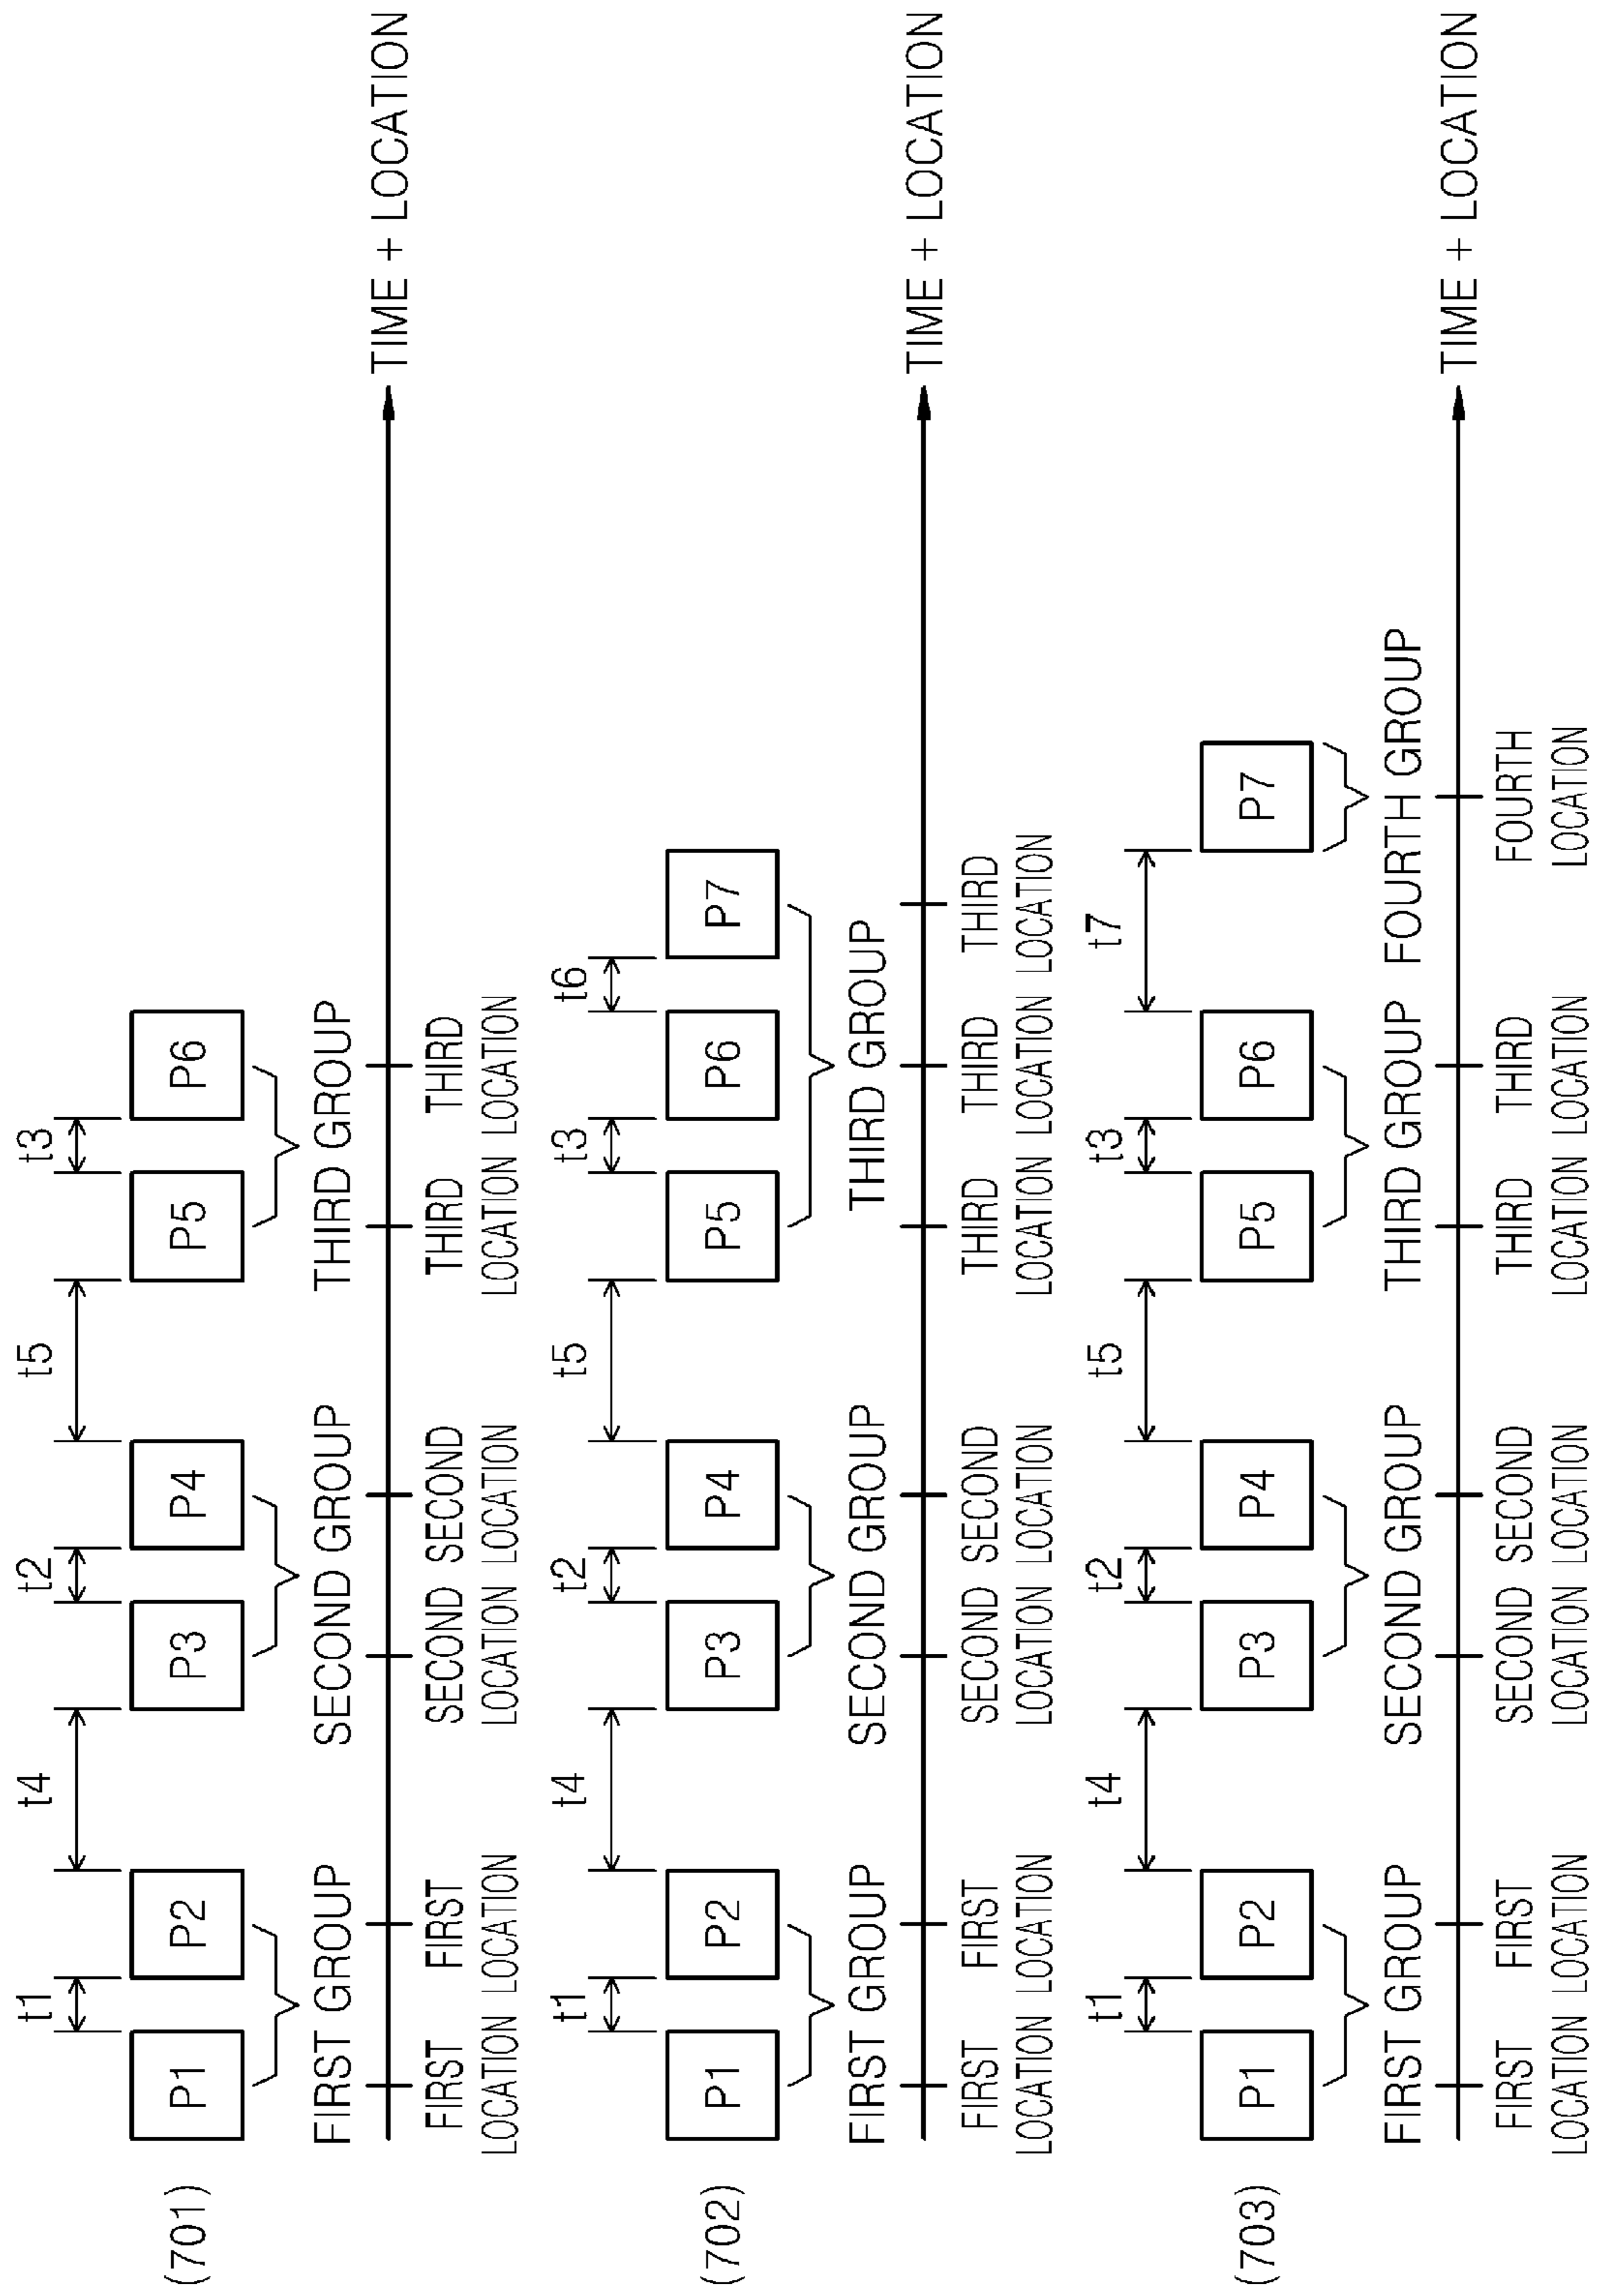 (701)
t1 t4 t2 t5 t3
P1 P2 P3 P4 P5 P6
FIRST GROUP SECOND GROUP THIRD GROUP
TIME + LOCATION
FIRST FIRST SECOND SECOND THIRD THIRD
LOCATION LOCATION LOCATION LOCATION LOCATION LOCATION
(702)
t1 t4 t2 t5 t3 t6
P1 P2 P3 P4 P5 P6 P7
FIRST GROUP SECOND GROUP THIRD GROUP
TIME + LOCATION
FIRST FIRST SECOND SECOND THIRD THIRD THIRD
LOCATION LOCATION LOCATION LOCATION LOCATION LOCATION LOCATION
(703)
t1 t4 t2 t5 t3 t7
P1 P2 P3 P4 P5 P6 P7
FIRST GROUP SECOND GROUP THIRD GROUP FOURTH GROUP
TIME + LOCATION
FIRST FIRST SECOND SECOND THIRD THIRD FOURTH
LOCATION LOCATION LOCATION LOCATION LOCATION LOCATION LOCATION